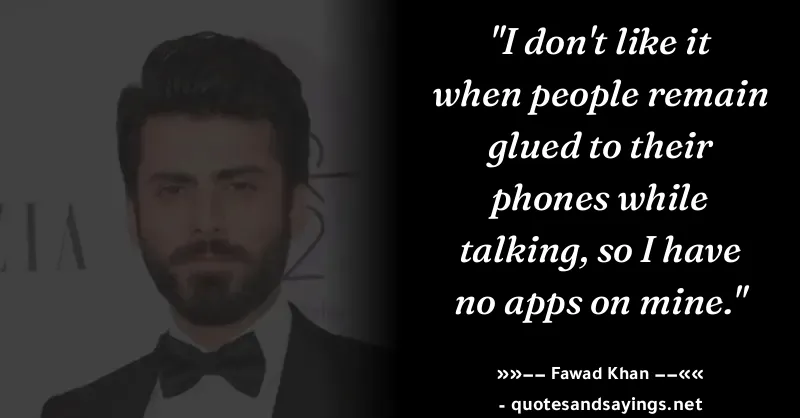 "I don't like it
when people remain
glued to their
phones while
talking, so I have
no apps on mine."
»»–– Fawad Khan ––««
- quotesandsayings.net
ZIA